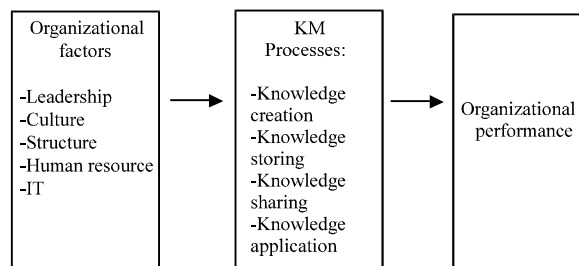 Organizational
factors
-Leadership
-Culture
-Structure
-Human resource
-IT
KM
Processes:
-Knowledge
creation
-Knowledge
storing
-Knowledge
sharing
-Knowledge
application
Organizational
performance